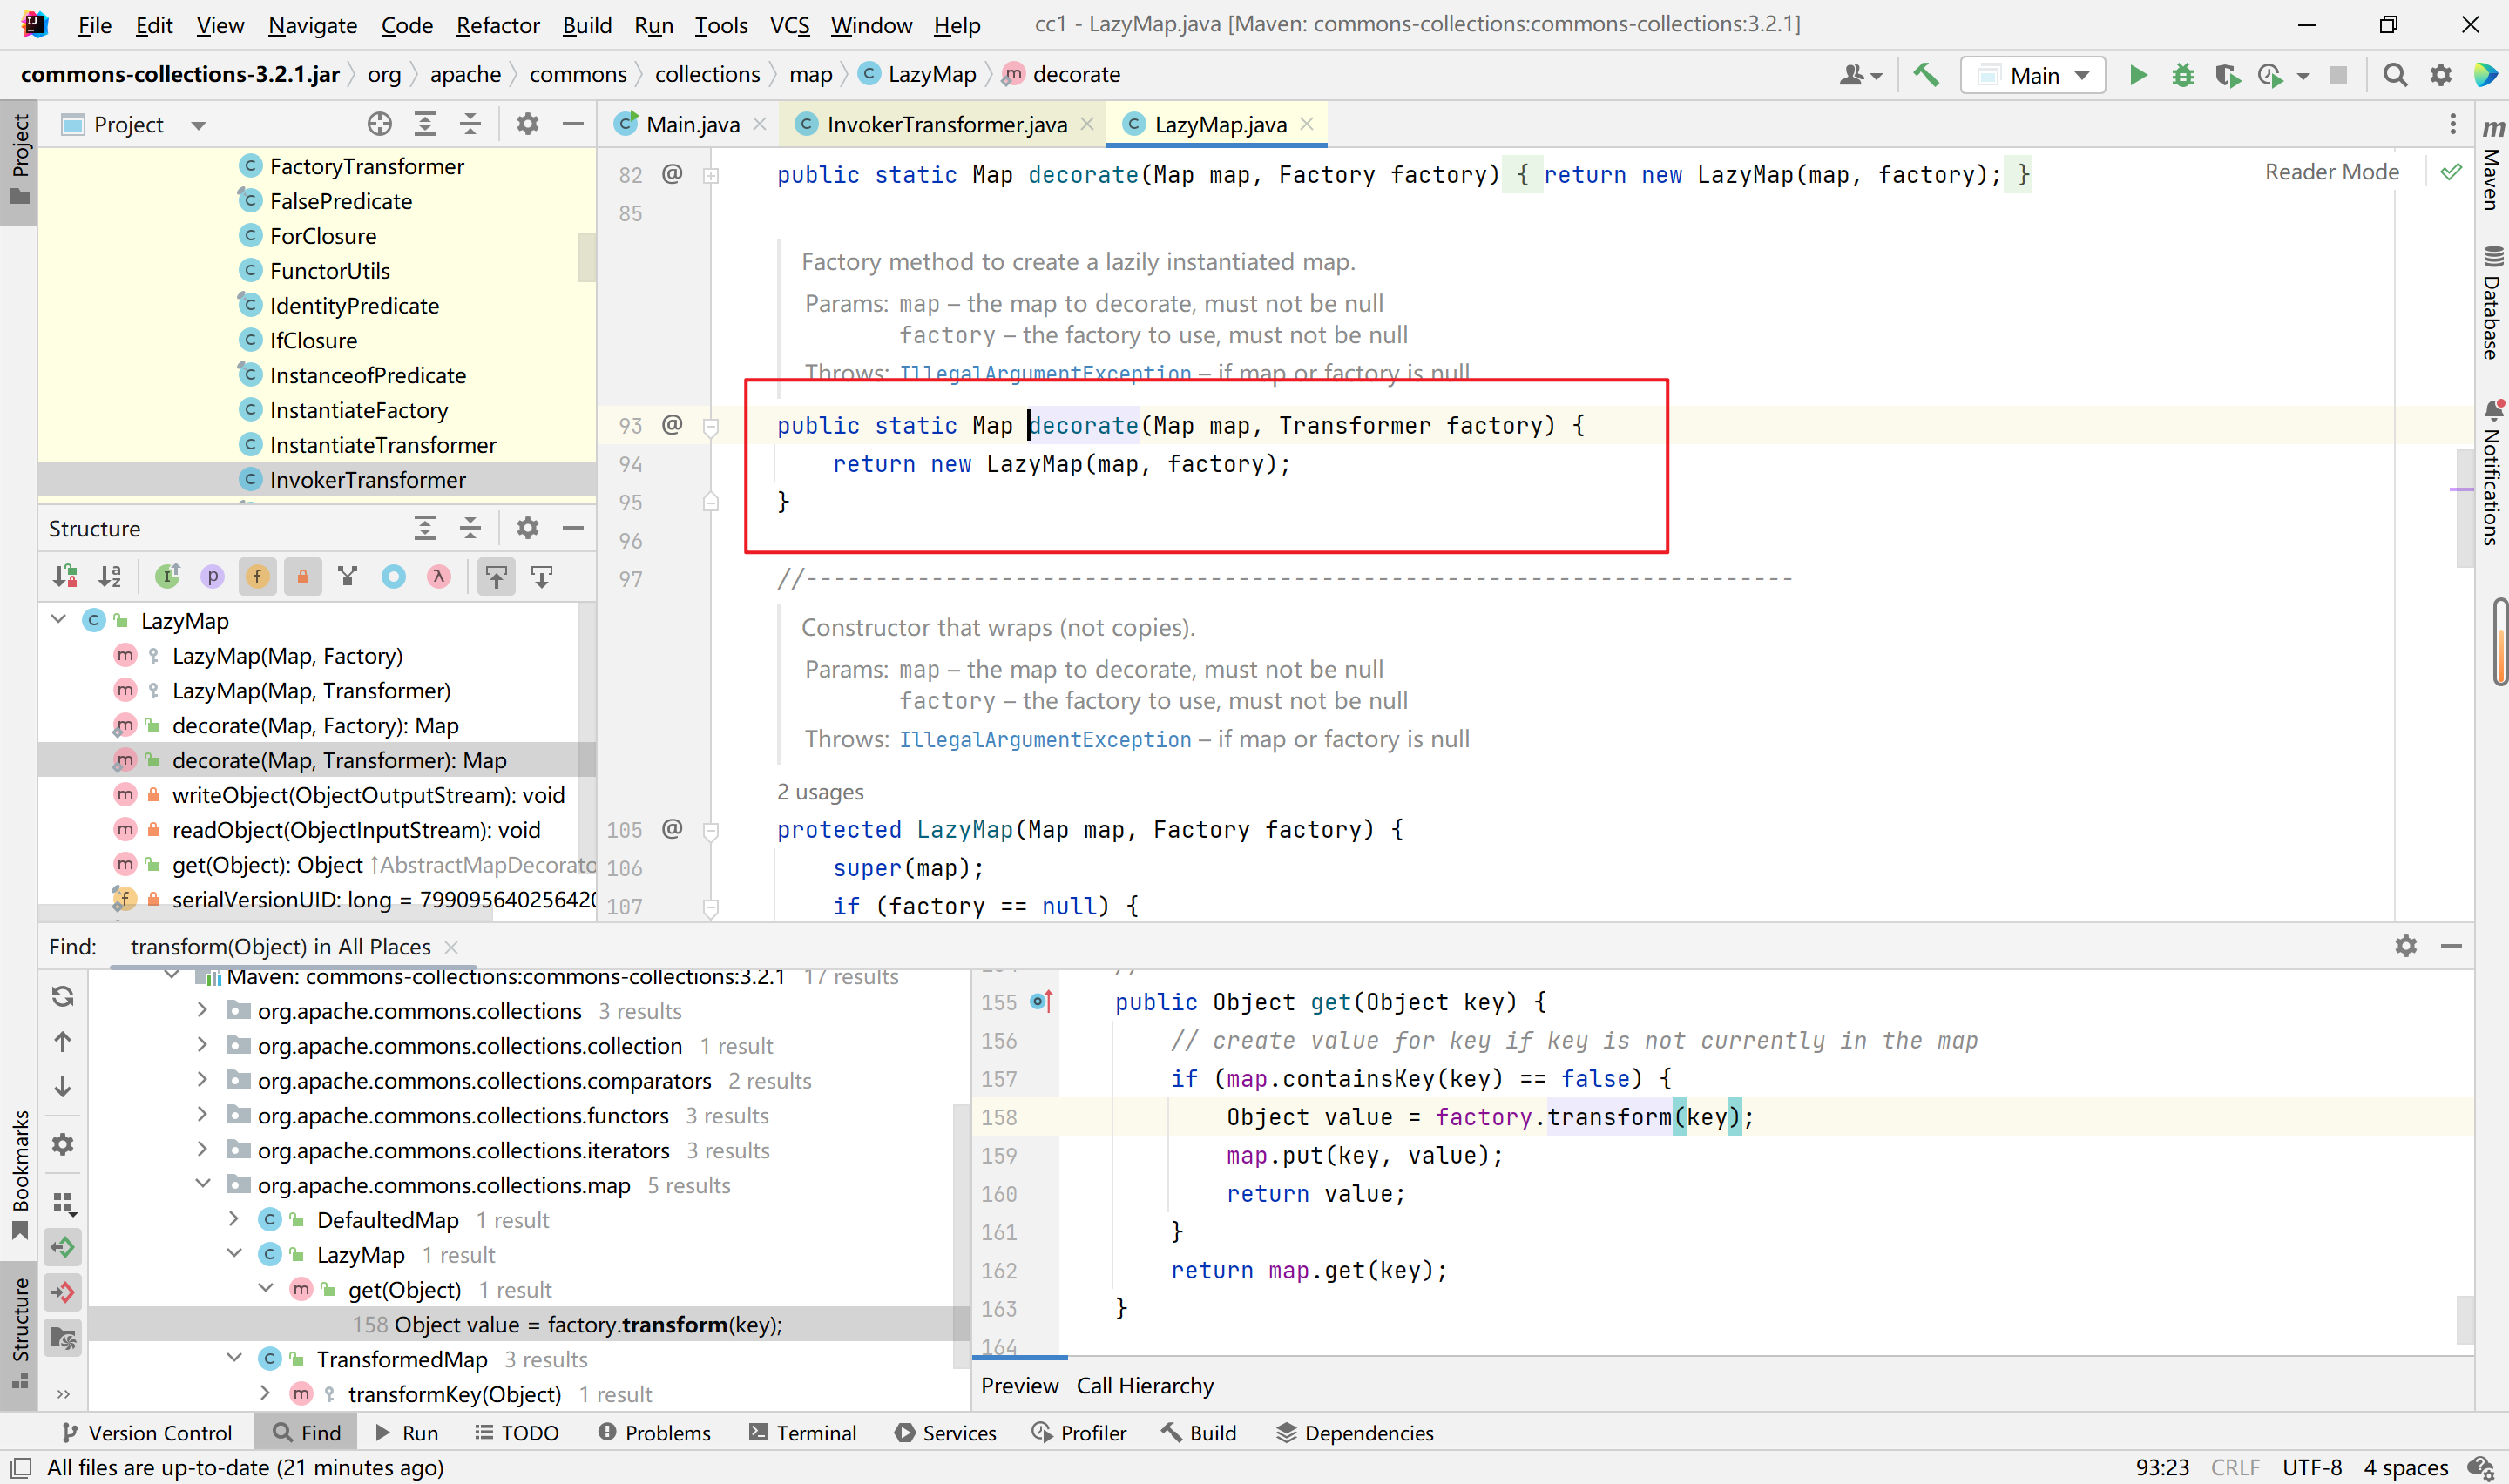 File Edit View Navigate Code Refactor Build Run Tools VCS Window Help cc1 - LazyMap.java [Maven: commons-collections:commons-collections:3.2.1]
commons-collections-3.2.1.jar org apache commons collections map LazyMap decorate Main
Project
Main.java InvokerTransformer.java LazyMap.java
Project
FactoryTransformer
FalsePredicate
ForClosure
FunctorUtils
IdentityPredicate
IfClosure
InstanceofPredicate
InstantiateFactory
InstantiateTransformer
InvokerTransformer
Structure
LazyMap
LazyMap(Map, Factory)
LazyMap(Map, Transformer)
decorate(Map, Factory): Map
decorate(Map, Transformer): Map
writeObject(ObjectOutputStream): void
readObject(ObjectInputStream): void
get(Object): Object ↑AbstractMapDecorato
serialVersionUID: long = 799095640256420
Reader Mode
82 @ public static Map decorate(Map map, Factory factory) { return new LazyMap(map, factory); }
85
Factory method to create a lazily instantiated map.
Params: map – the map to decorate, must not be null
factory – the factory to use, must not be null
Throws: IllegalArgumentException – if map or factory is null
93 @ public static Map decorate(Map map, Transformer factory) {
94 return new LazyMap(map, factory);
95 }
96
97 //-----------------------------------------------------------------------
Constructor that wraps (not copies).
Params: map – the map to decorate, must not be null
factory – the factory to use, must not be null
Throws: IllegalArgumentException – if map or factory is null
2 usages
105 @ protected LazyMap(Map map, Factory factory) {
106 super(map);
107 if (factory == null) {
Maven
Database
Notifications
Find: transform(Object) in All Places
Maven: commons-collections:commons-collections:3.2.1 17 results
org.apache.commons.collections 3 results
org.apache.commons.collections.collection 1 result
org.apache.commons.collections.comparators 2 results
org.apache.commons.collections.functors 3 results
org.apache.commons.collections.iterators 3 results
org.apache.commons.collections.map 5 results
DefaultedMap 1 result
LazyMap 1 result
get(Object) 1 result
158 Object value = factory.transform(key);
TransformedMap 3 results
transformKey(Object) 1 result
155 public Object get(Object key) {
156 // create value for key if key is not currently in the map
157 if (map.containsKey(key) == false) {
158 Object value = factory.transform(key);
159 map.put(key, value);
160 return value;
161 }
162 return map.get(key);
163 }
164
Preview Call Hierarchy
Bookmarks
Structure
Version Control Find Run TODO Problems Terminal Services Profiler Build Dependencies
All files are up-to-date (21 minutes ago) 93:23 CRLF UTF-8 4 spaces